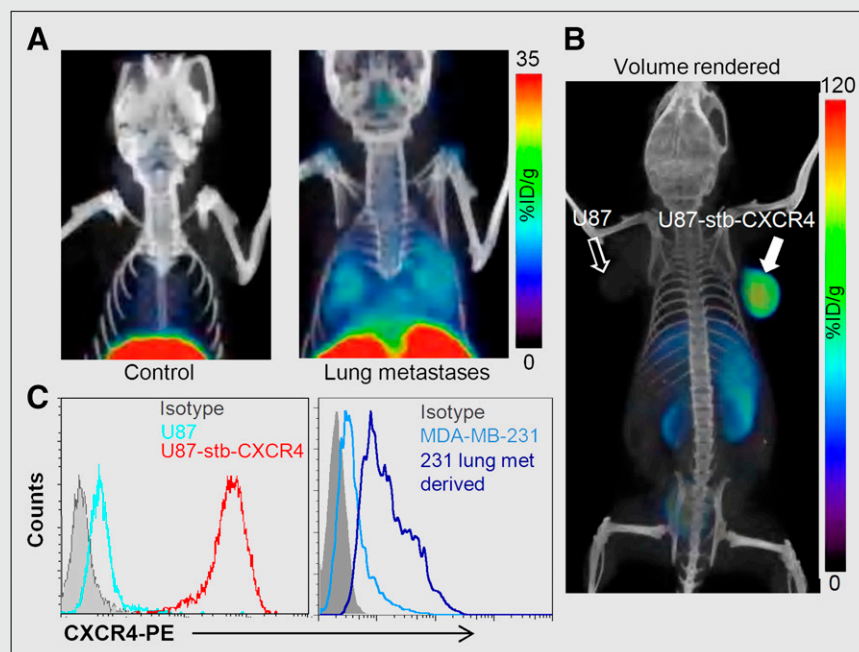 A
35
%ID/g
0
Control
Lung metastases
B
Volume rendered
120
U87
U87-stb-CXCR4
%ID/g
0
C
Isotype
U87
U87-stb-CXCR4
Isotype
MDA-MB-231
231 lung met
derived
Counts
CXCR4-PE